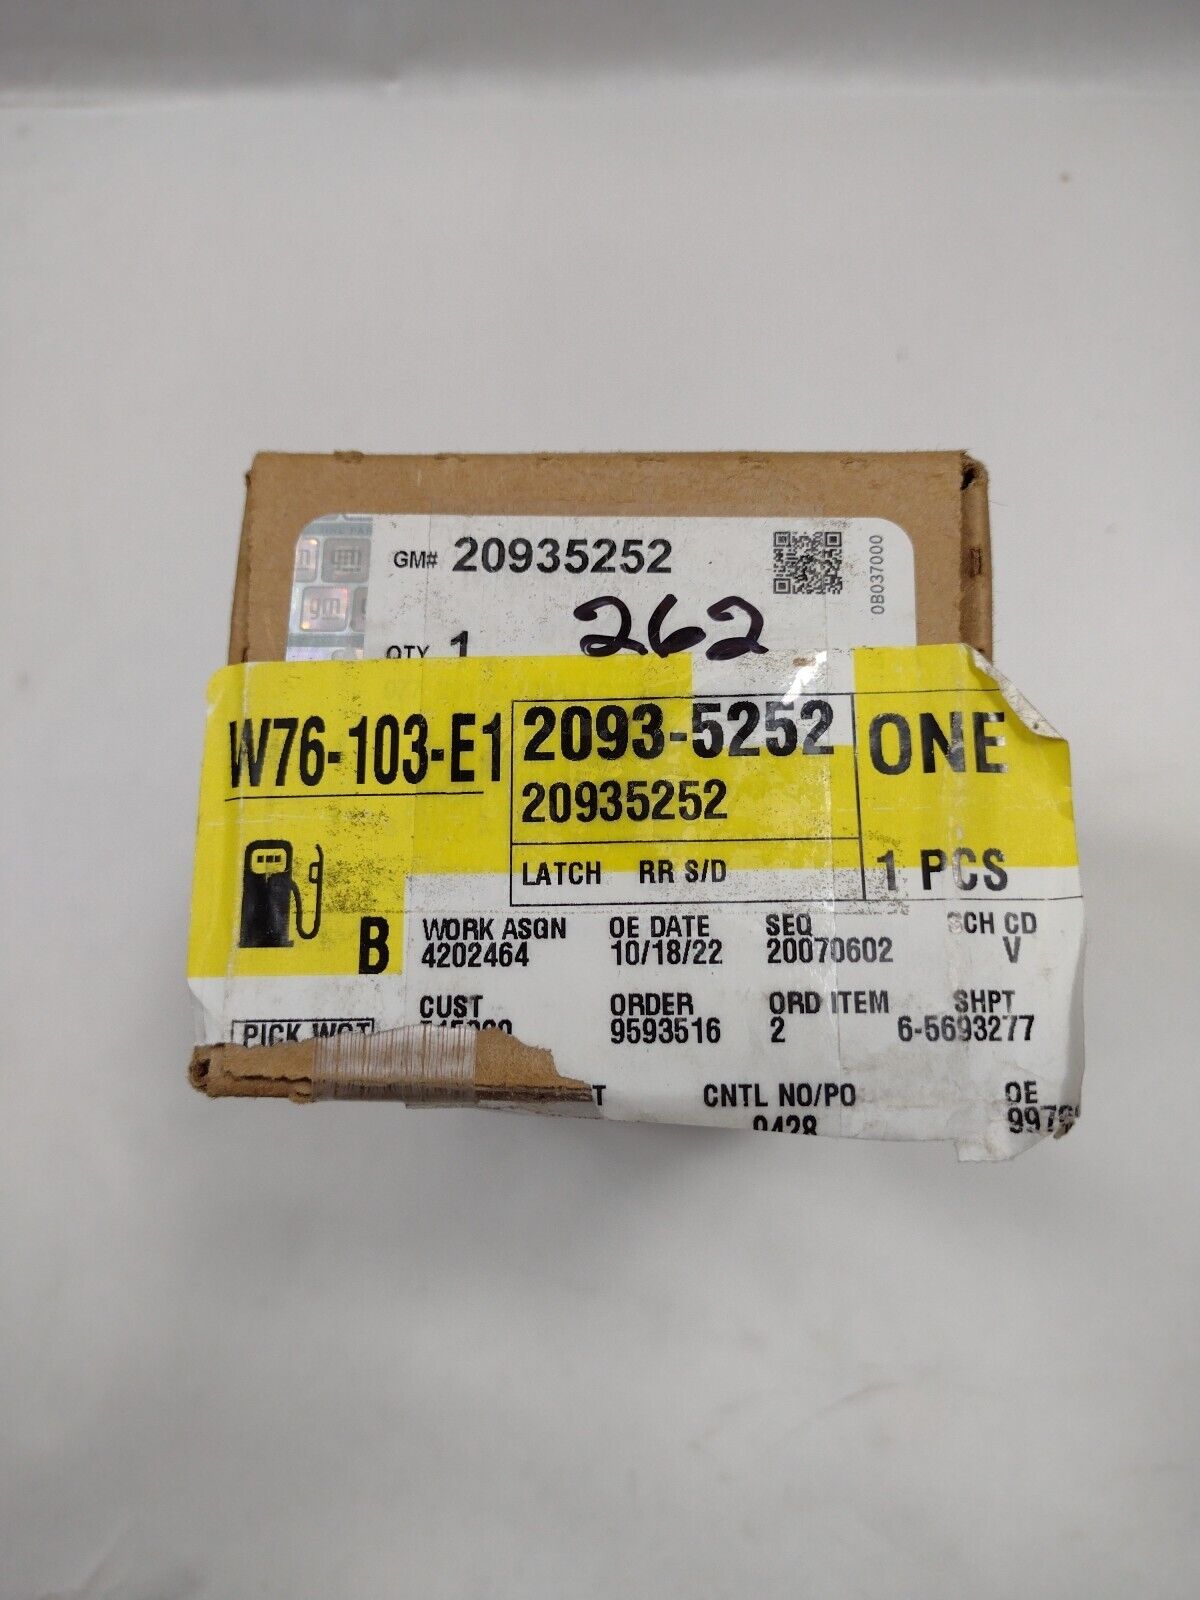 GM# 20935252
0B037000
QTY 1
262
W76-103-E1
2093-5252
20935252
ONE
LATCH RR S/D
1 PCS
B
WORK ASGN OE DATE SEQ SCH CD
4202464 10/18/22 20070602 V
CUST ORDER ORD ITEM SHPT
9593516 2 6-5693277
PICK WGT
CNTL NO/PO OE
0428
gm
gm